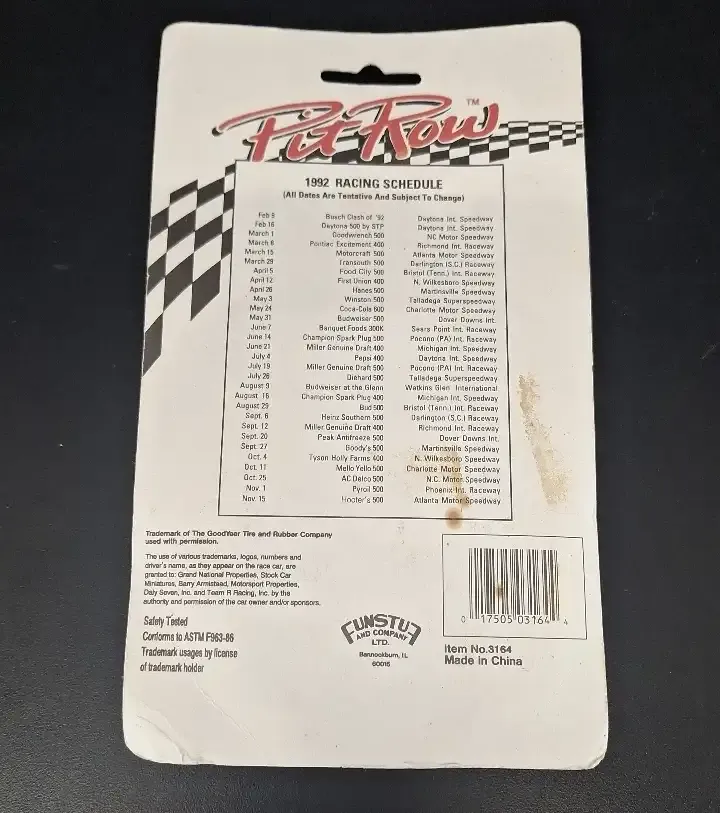 Pit Row™
1992 RACING SCHEDULE
(All Dates Are Tentative And Subject To Change)
Feb 9 Busch Clash of '92 Daytona Int. Speedway
Feb 16 Daytona 500 by STP Daytona Int. Speedway
March 1 Goodwrench 500 NC Motor Speedway
March 8 Pontiac Excitement 400 Richmond Int. Raceway
March 15 Motorcraft 500 Atlanta Motor Speedway
March 29 Transouth 500 Darlington (S.C.) Raceway
April 5 Food City 500 Bristol (Tenn.) Int. Raceway
April 12 First Union 400 N. Wilkesboro Speedway
April 26 Hanes 500 Martinsville Speedway
May 3 Winston 500 Talladega Superspeedway
May 24 Coca-Cola 600 Charlotte Motor Speedway
May 31 Budweiser 500 Dover Downs Int.
June 7 Banquet Foods 300K Sears Point Int. Raceway
June 14 Champion Spark Plug 500 Pocono (PA) Int. Raceway
June 21 Miller Genuine Draft 400 Michigan Int. Speedway
July 4 Pepsi 400 Daytona Int. Speedway
July 19 Miller Genuine Draft 500 Pocono (PA) Int. Raceway
July 26 Diehard 500 Talladega Superspeedway
August 9 Budweiser at the Glenn Watkins Glen International
August 16 Champion Spark Plug 400 Michigan Int. Speedway
August 29 Bud 500 Bristol (Tenn.) Int. Raceway
Sept. 6 Heinz Southern 500 Darlington (S.C.) Raceway
Sept. 12 Miller Genuine Draft 400 Richmond Int. Raceway
Sept. 20 Peak Antifreeze 500 Dover Downs Int.
Sept. 27 Goody's 500 Martinsville Speedway
Oct. 4 Tyson Holly Farms 400 N. Wilkesboro Speedway
Oct. 11 Mello Yello 500 Charlotte Motor Speedway
Oct. 25 AC Delco 500 N.C. Motor Speedway
Nov. 1 Pyroil 500 Phoenix Int. Raceway
Nov. 15 Hooter's 500 Atlanta Motor Speedway
Trademark of The GoodYear Tire and Rubber Company
used with permission.
The use of various trademarks, logos, numbers and
driver's name, as they appear on the race car, are
granted to: Grand National Properties, Stock Car
Miniatures, Barry Armistead, Motorsport Properties,
Daly Seven, Inc. and Team R Racing, Inc. by the
authority and permission of the car owner and/or sponsors.
Safety Tested
Conforms to ASTM F963-86
Trademark usages by license
of trademark holder
FUNSTUF
AND COMPANY
LTD.
Bannockburn, IL
60015
0 17505 03164 4
Item No.3164
Made in China